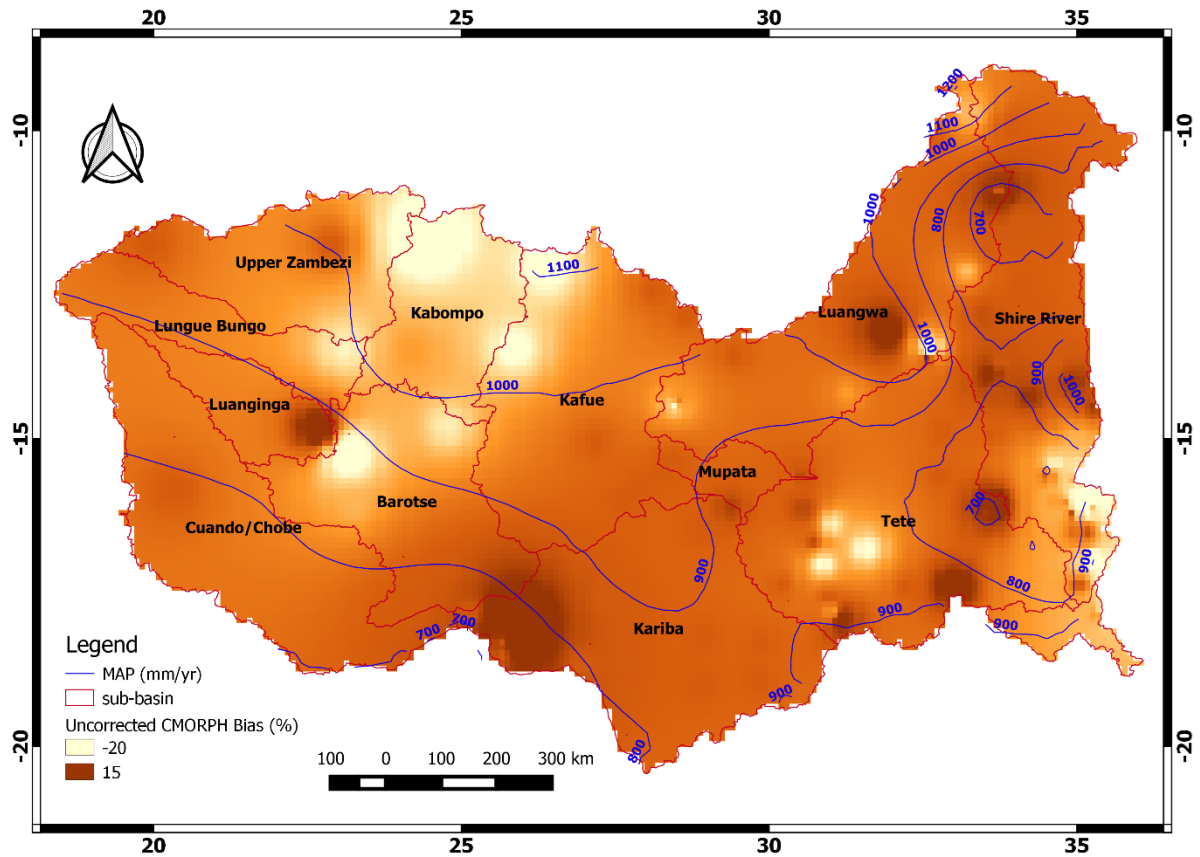 20 25 30 35
-10 -10
1200
1100
1000
1000
800
700
Upper Zambezi
1100
Lungue Bungo
Kabompo
Luangwa
Shire River
1000
1000
900
1000
Luanginga
Kafue
-15 -15
Mupata
Barotse
700
Tete
Cuando/Chobe
900
800
900
900
900
700
700
Kariba
900
800
-20 -20
Legend
MAP (mm/yr)
sub-basin
Uncorrected CMORPH Bias (%)
-20
15
100 0 100 200 300 km
20 25 30 35